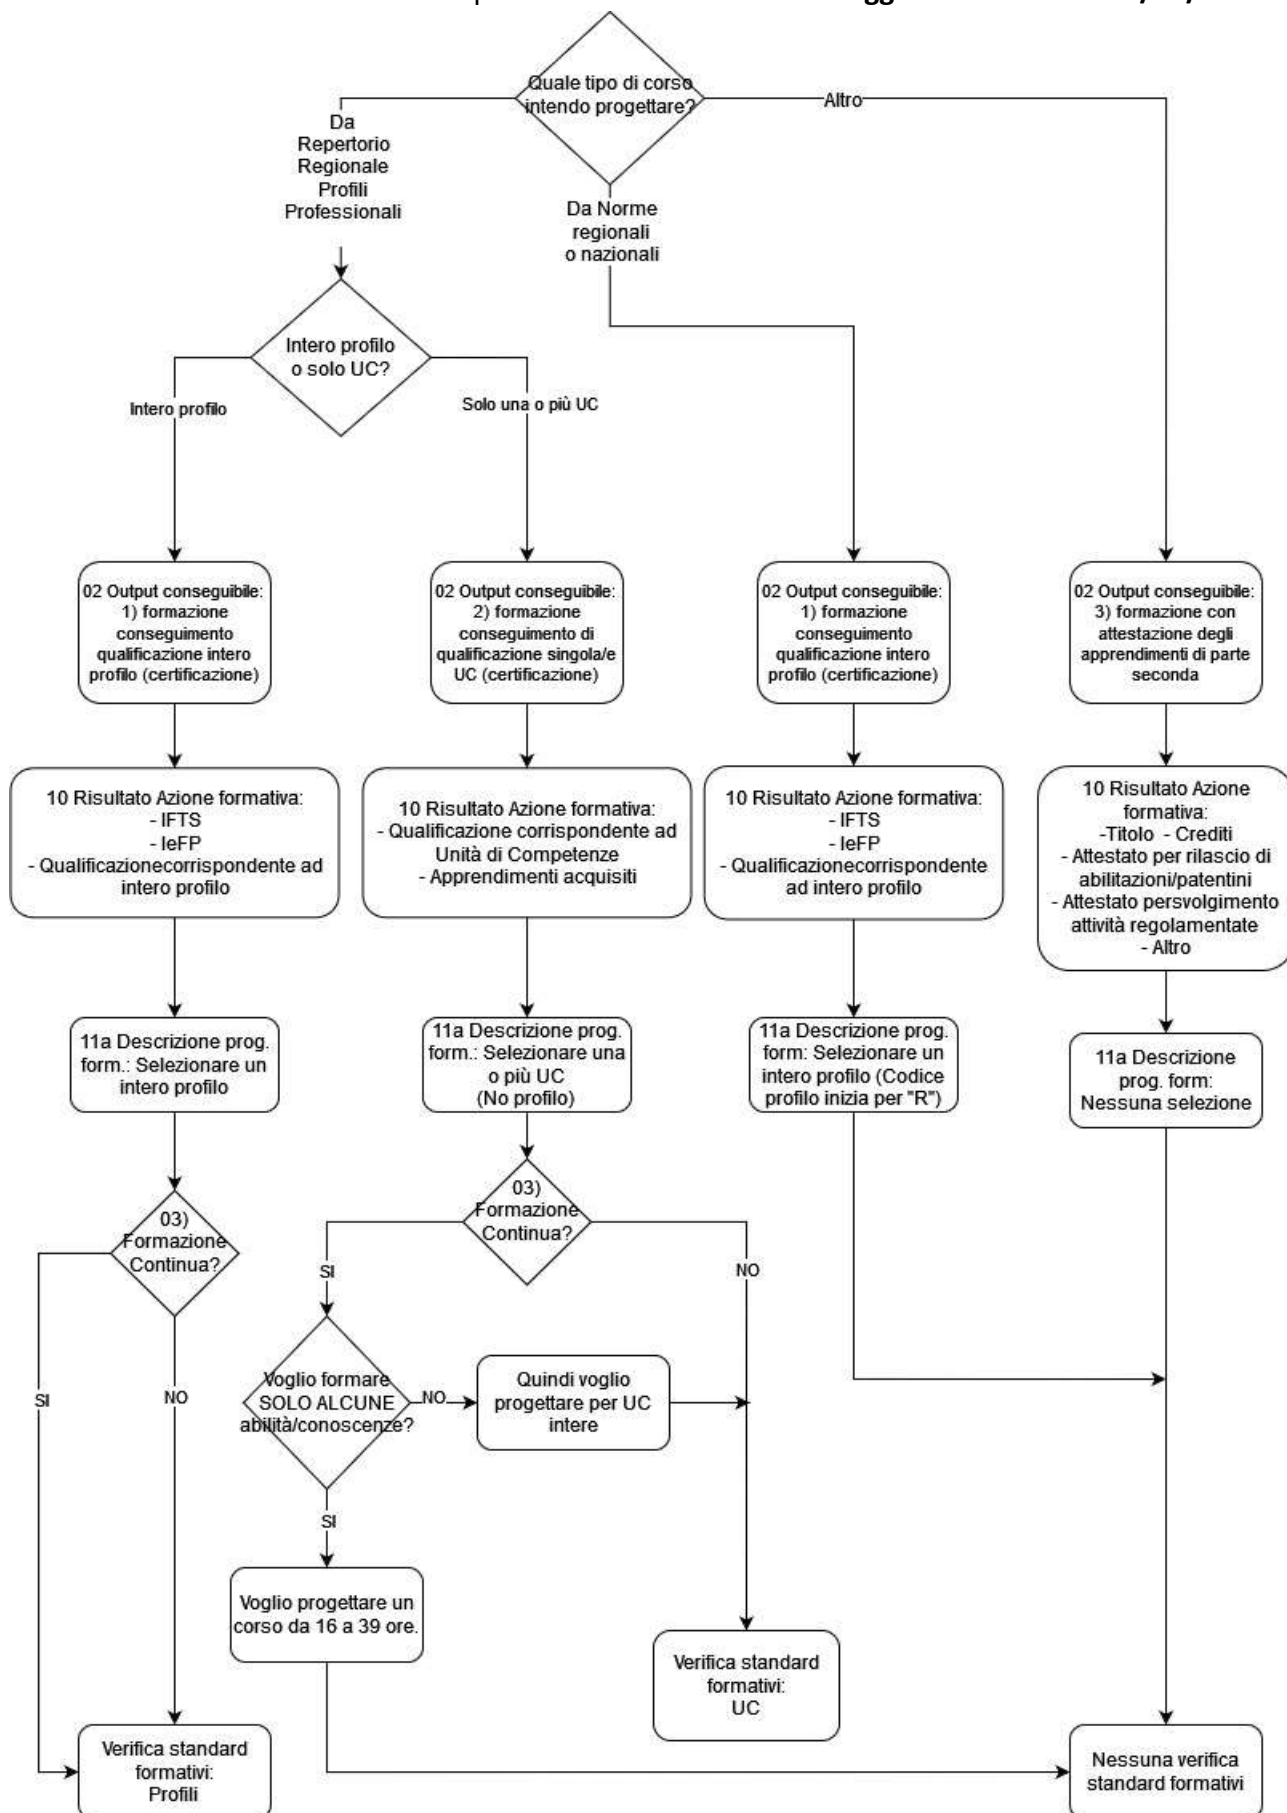 Quale tipo di corso
intendo progettare?
Altro
Da
Repertorio
Regionale
Profili
Professionali
Da Norme
regionali
o nazionali
Intero profilo
o solo UC?
Intero profilo
Solo una o più UC
02 Output conseguibile:
1) formazione
conseguimento
qualificazione intero
profilo (certificazione)
02 Output conseguibile:
2) formazione
conseguimento di
qualificazione singola/e
UC (certificazione)
02 Output conseguibile:
1) formazione
conseguimento
qualificazione intero
profilo (certificazione)
02 Output conseguibile:
3) formazione con
attestazione degli
apprendimenti di parte
seconda
10 Risultato Azione formativa:
- IFTS
- IeFP
- Qualificazionecorrispondente ad
intero profilo
10 Risultato Azione formativa:
- Qualificazione corrispondente ad
Unità di Competenze
- Apprendimenti acquisiti
10 Risultato Azione formativa:
- IFTS
- IeFP
- Qualificazionecorrispondente
ad intero profilo
10 Risultato Azione
formativa:
-Titolo - Crediti
- Attestato per rilascio di
abilitazioni/patentini
- Attestato persvolgimento
attività regolamentate
- Altro
11a Descrizione prog.
form.: Selezionare un
intero profilo
11a Descrizione prog.
form.: Selezionare una
o più UC
(No profilo)
11a Descrizione prog.
form: Selezionare un
intero profilo (Codice
profilo inizia per "R")
11a Descrizione
prog. form:
Nessuna selezione
03)
Formazione
Continua?
03)
Formazione
Continua?
SI
NO
SI
NO
Voglio formare
SOLO ALCUNE
abilità/conoscenze?
NO
Quindi voglio
progettare per UC
intere
SI
Voglio progettare un
corso da 16 a 39 ore.
Verifica standard
formativi:
UC
Verifica standard
formativi:
Profili
Nessuna verifica
standard formativi